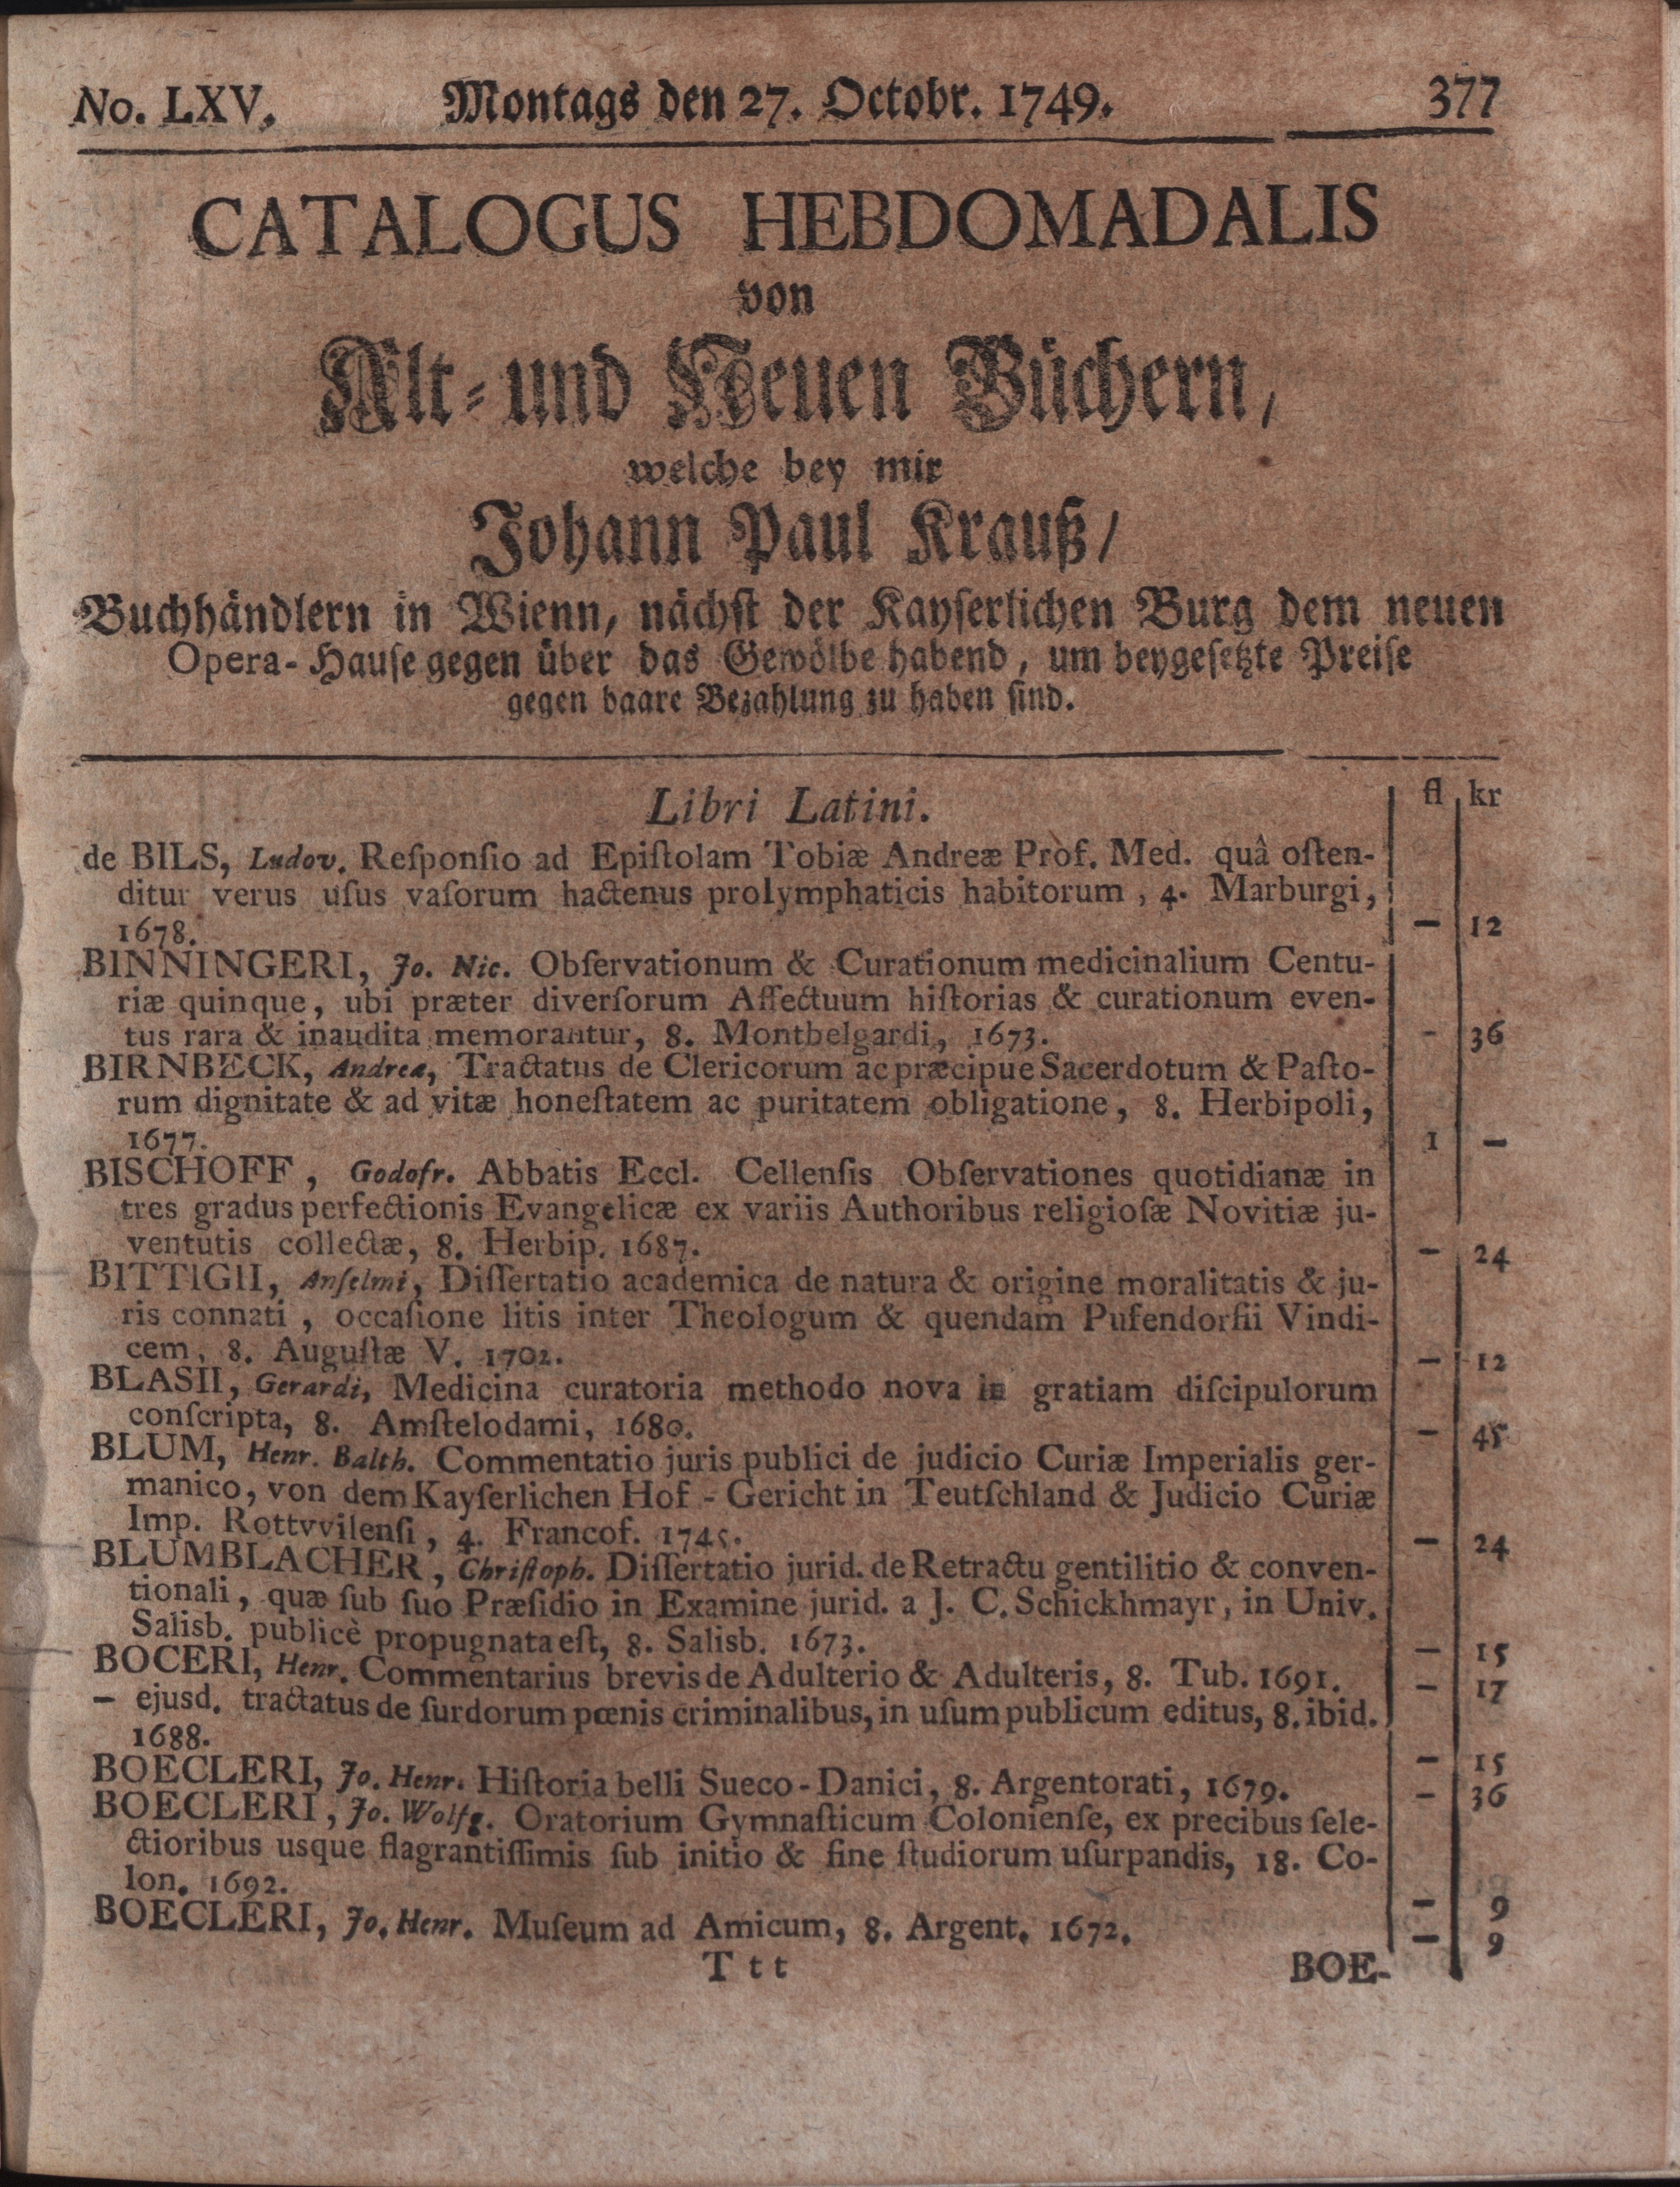 No. LXV. Montags den 27. Octobr. 1749. 377
CATALOGUS HEBDOMADALIS
von
Alt- und Neuen Büchern,
welche bey mir
Johann Paul Krauß/
Buchhändlern in Wienn, nächst der Kayserlichen Burg dem neuen
Opera-Hause gegen über das Gewölbe habend, um beygesetzte Preise
gegen baare Bezahlung zu haben sind.
Libri Latini. fl kr
de BILS, Ludov. Reſponſio ad Epiſtolam Tobiæ Andreæ Prof. Med. quâ oſten-
ditur verus uſus vaſorum hactenus prolymphaticis habitorum, 4. Marburgi,
1678. — 12
BINNINGERI, Jo. Nic. Obſervationum & Curationum medicinalium Centu-
riæ quinque, ubi præter diverſorum Affectuum hiſtorias & curationum even-
tus rara & inaudita memorantur, 8. Montbelgardi, 1673. - 36
BIRNBECK, Andrea, Tractatus de Clericorum ac præcipue Sacerdotum & Paſto-
rum dignitate & ad vitæ honeſtatem ac puritatem obligatione, 8. Herbipoli,
1677. 1 —
BISCHOFF, Godofr. Abbatis Eccl. Cellenſis Obſervationes quotidianæ in
tres gradus perfectionis Evangelicæ ex variis Authoribus religioſæ Novitiæ ju-
ventutis collectæ, 8. Herbip. 1687. — 24
BITTIGII, Anſelmi, Diſſertatio academica de natura & origine moralitatis & ju-
ris connati, occaſione litis inter Theologum & quendam Pufendorfii Vindi-
cem, 8. Auguſtæ V. 1702. — 12
BLASII, Gerardi, Medicina curatoria methodo nova in gratiam diſcipulorum
conſcripta, 8. Amſtelodami, 1680. — 45
BLUM, Henr. Balth. Commentatio juris publici de judicio Curiæ Imperialis ger-
manico, von dem Kayſerlichen Hof-Gericht in Teutſchland & Judicio Curiæ
Imp. Rottvvilenſi, 4. Francof. 1745. — 24
BLUMBLACHER, Chriſtoph. Diſſertatio jurid. de Retractu gentilitio & conven-
tionali, quæ ſub ſuo Præſidio in Examine jurid. a J. C. Schickhmayr, in Univ.
Salisb. publicè propugnata eſt, 8. Salisb. 1673. — 15
BOCERI, Henr. Commentarius brevis de Adulterio & Adulteris, 8. Tub. 1691. — 17
— ejusd. tractatus de ſurdorum pœnis criminalibus, in uſum publicum editus, 8. ibid.
1688. — 15
BOECLERI, Jo. Henr. Hiſtoria belli Sueco-Danici, 8. Argentorati, 1679. — 36
BOECLERI, Jo. Wolfg. Oratorium Gymnaſticum Colonienſe, ex precibus ſele-
ctioribus usque flagrantiſſimis ſub initio & fine ſtudiorum uſurpandis, 18. Co-
lon. 1692. — 9
BOECLERI, Jo. Henr. Muſeum ad Amicum, 8. Argent. 1672. — 9
Ttt BOE-